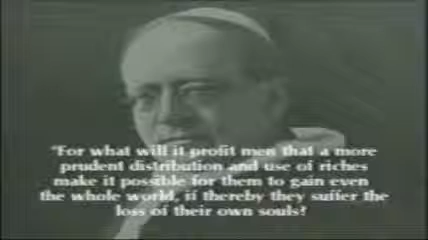 "For what will it profit men that a more
prudent distribution and use of riches
make it possible for them to gain even
the whole world, if thereby they suffer the
loss of their own souls?